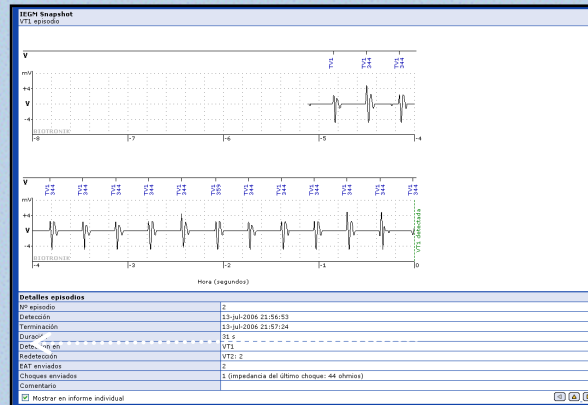 IEGM Snapshot
VT1 episodio
V
TV1
TV1 344
TV1 344
mV
+4
V
-4
BIOTRONIK
-8 -7 -6 -5 -4
V
TV1 344
TV1 344
TV1 344
TV1 344
TV1 344
TV1 359
TV1 344
TV1 344
TV1 344
TV1 344
TV1 344
TV1 344
mV
+4
V
-4
BIOTRONIK
VT1 detectada
-4 -3 -2 -1 0
Hora (segundos)
Detalles episodios
Nº episodio 2
Detección 13-jul-2006 21:56:53
Terminación 13-jul-2006 21:57:24
Duración 31 s
Detección en VT1
Redetección VT2: 2
EAT enviados 2
Choques enviados 1 (impedancia del último choque: 44 ohmios)
Comentario
Mostrar en informe individual